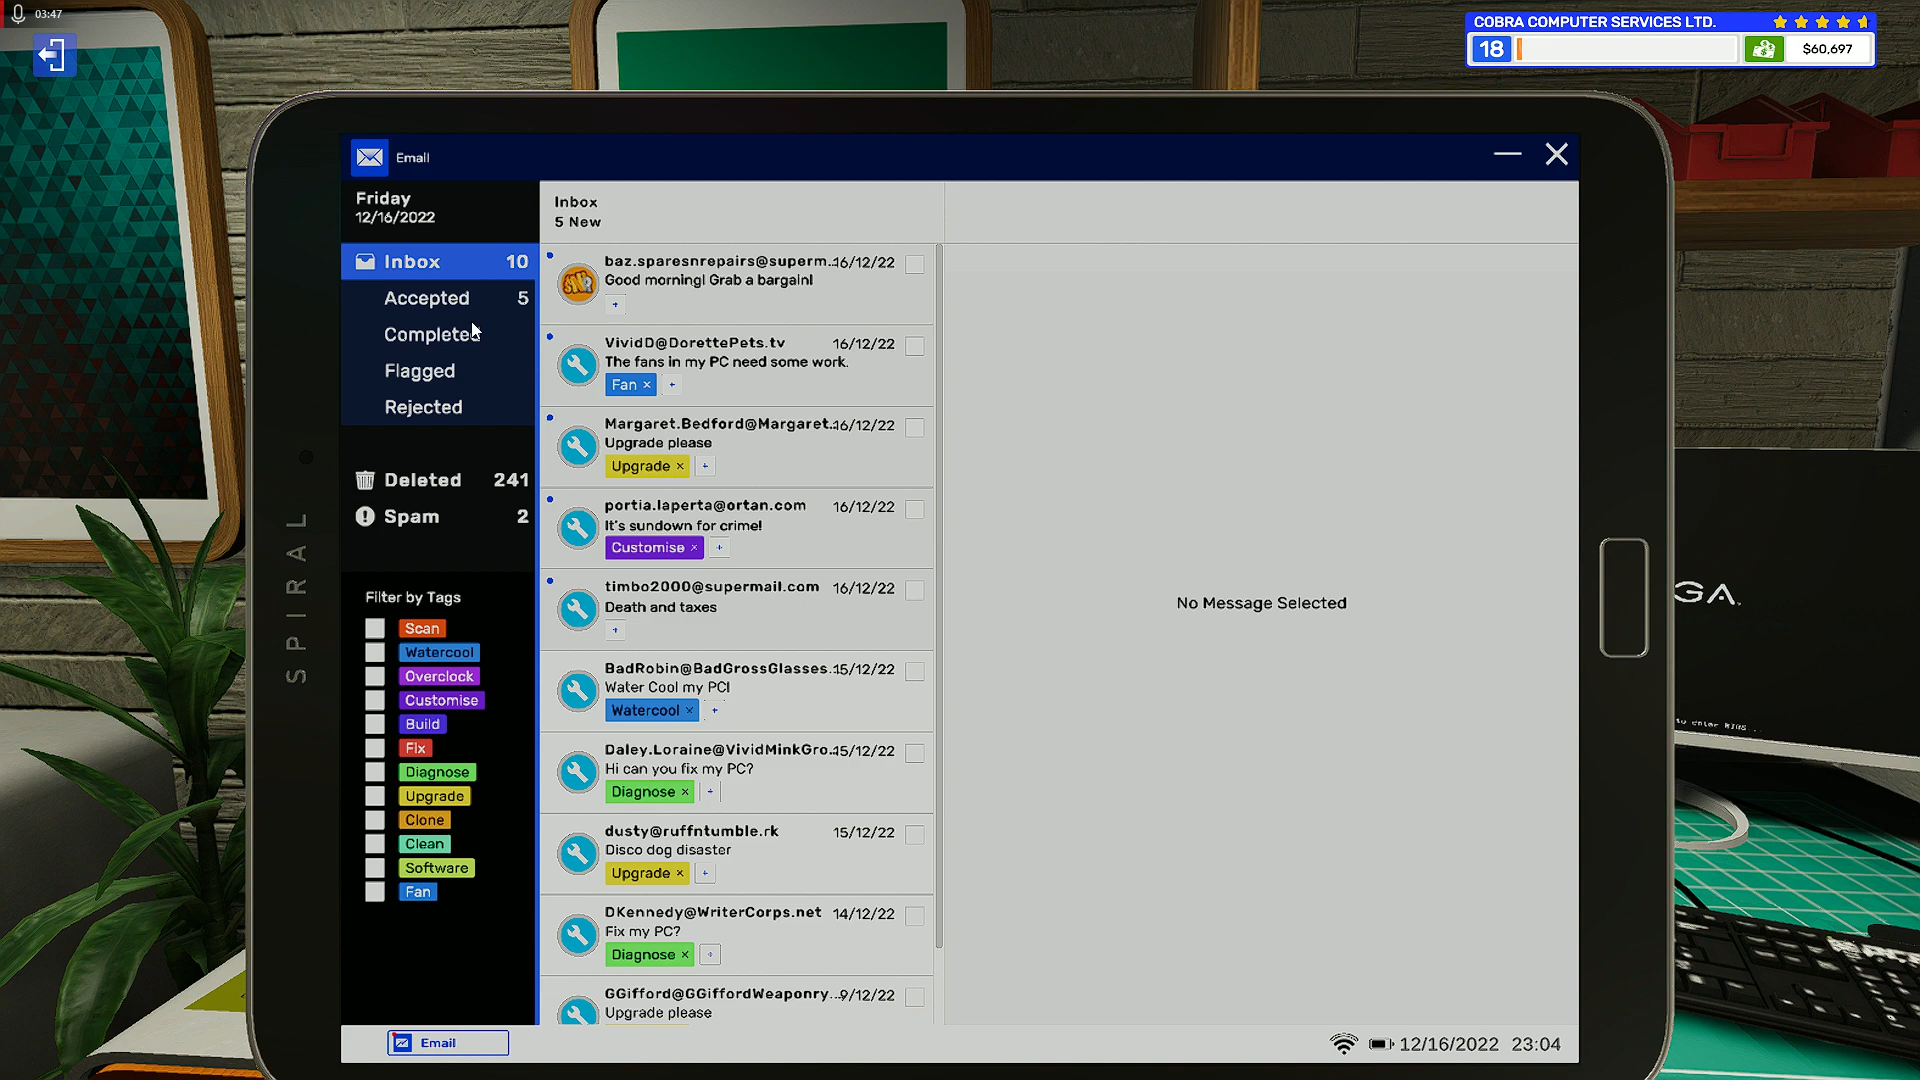 03:47
COBRA COMPUTER SERVICES LTD.
18
$60,697
Email
Friday
12/16/2022
Inbox 10
Accepted 5
Completed
Flagged
Rejected
Deleted 241
Spam 2
Filter by Tags
Scan
Watercool
Overclock
Customise
Build
Fix
Diagnose
Upgrade
Clone
Clean
Software
Fan
Inbox
5 New
baz.sparesnrepairs@superm... 16/12/22
Good morning! Grab a bargain!
+
VividD@DorettePets.tv 16/12/22
The fans in my PC need some work.
Fan × +
Margaret.Bedford@Margaret... 16/12/22
Upgrade please
Upgrade × +
portia.laperta@ortan.com 16/12/22
It's sundown for crime!
Customise × +
timbo2000@supermail.com 16/12/22
Death and taxes
+
BadRobin@BadGrossGlasses... 15/12/22
Water Cool my PC!
Watercool × +
Daley.Loraine@VividMinkGro... 15/12/22
Hi can you fix my PC?
Diagnose × +
dusty@ruffntumble.rk 15/12/22
Disco dog disaster
Upgrade × +
DKennedy@WriterCorps.net 14/12/22
Fix my PC?
Diagnose × +
GGifford@GGiffordWeaponry... 9/12/22
Upgrade please
No Message Selected
SPIRAL
GA
to enter BIOS...
Email
12/16/2022 23:04